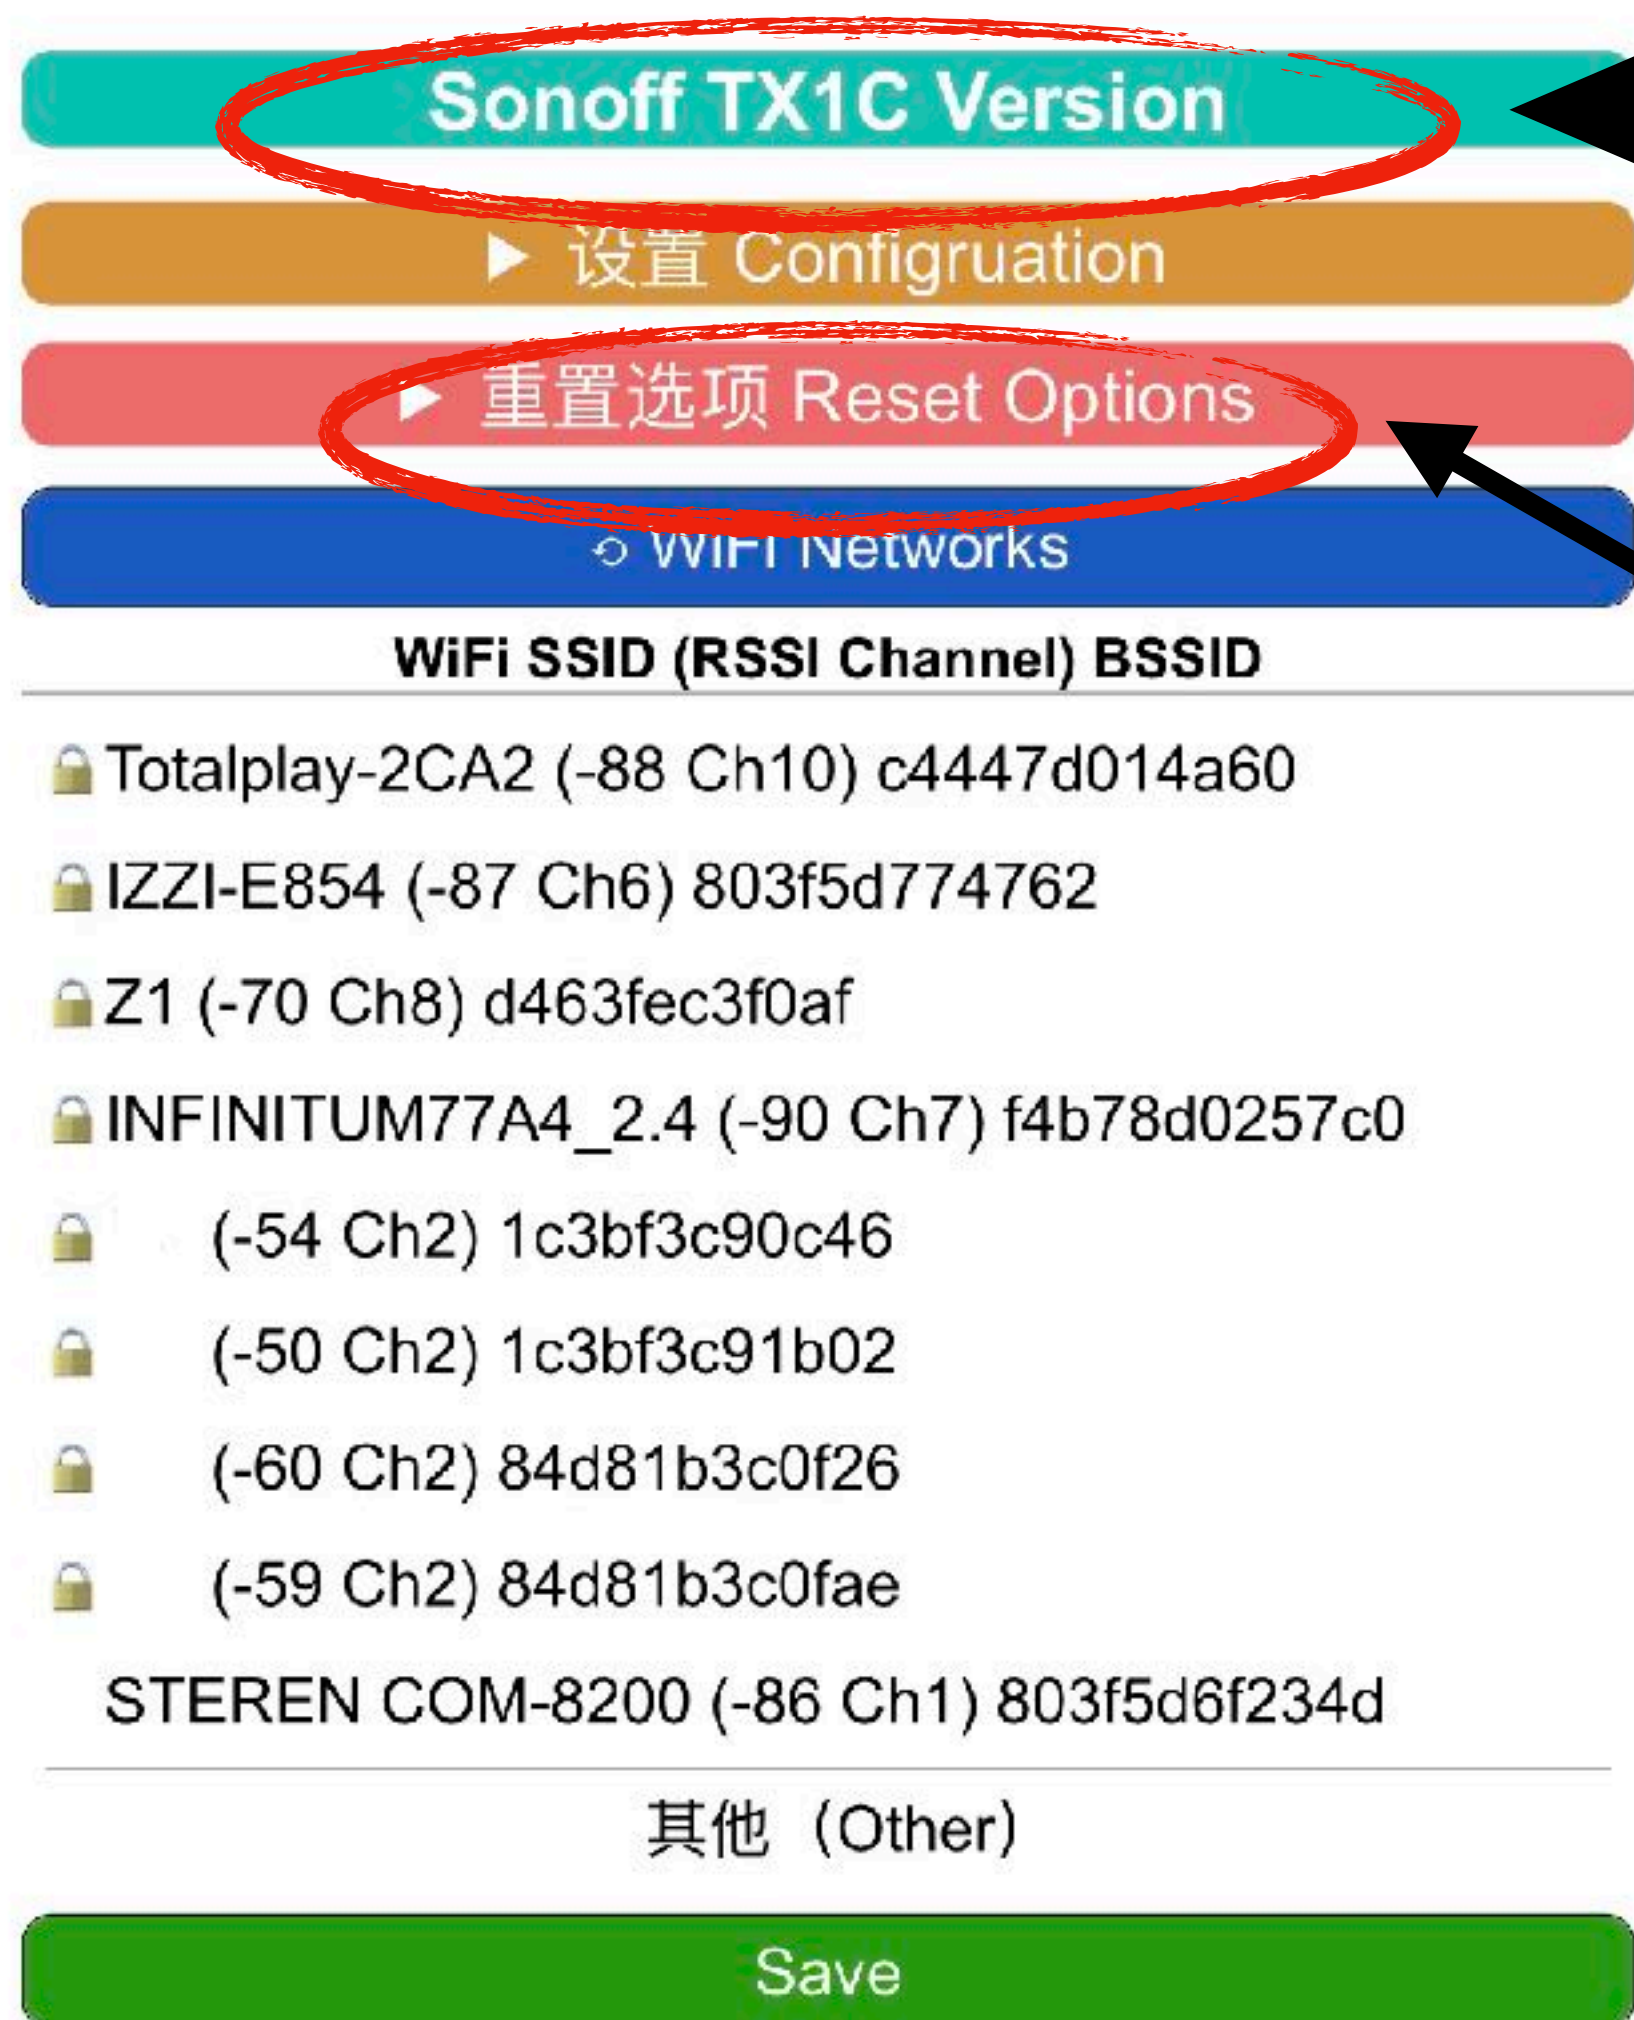 Sonoff TX1C Version
▶ 设置 Configruation
▶ 重置选项 Reset Options
⟲ WIFI Networks
WiFi SSID (RSSI Channel) BSSID
Totalplay-2CA2 (-88 Ch10) c4447d014a60
IZZI-E854 (-87 Ch6) 803f5d774762
Z1 (-70 Ch8) d463fec3f0af
INFINITUM77A4_2.4 (-90 Ch7) f4b78d0257c0
(-54 Ch2) 1c3bf3c90c46
(-50 Ch2) 1c3bf3c91b02
(-60 Ch2) 84d81b3c0f26
(-59 Ch2) 84d81b3c0fae
STEREN COM-8200 (-86 Ch1) 803f5d6f234d
其他（Other）
Save